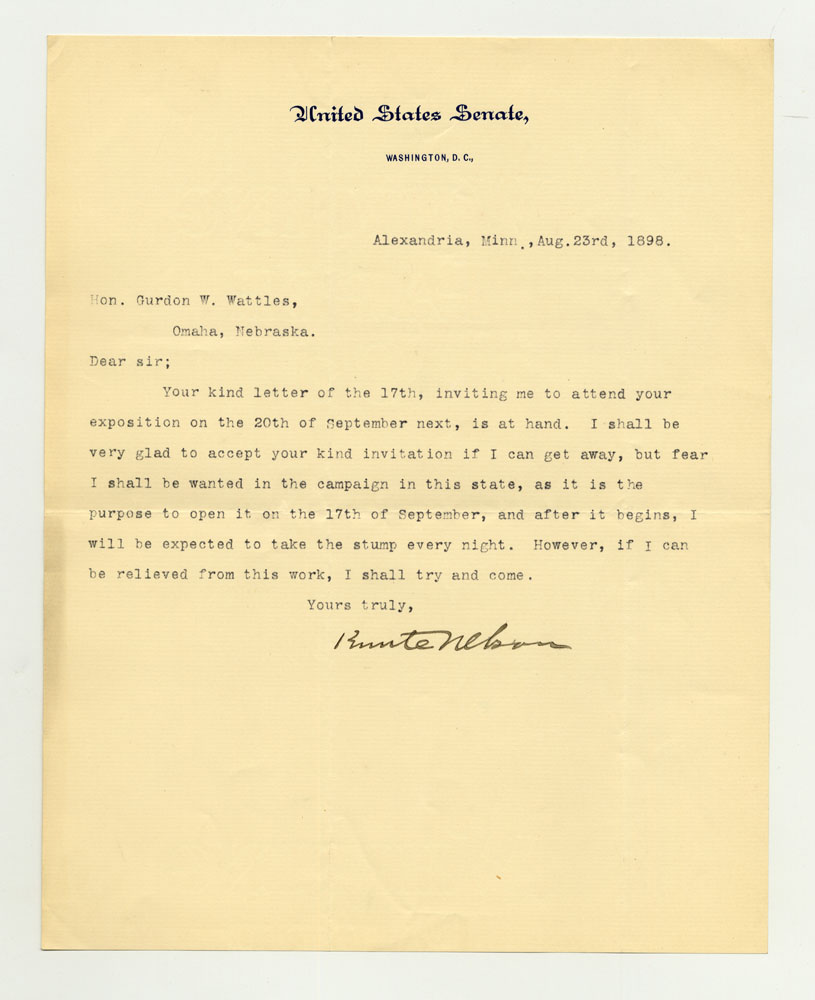 United States Senate,
WASHINGTON, D. C.,
Alexandria, Minn., Aug.23rd, 1898.
Hon. Gurdon W. Wattles,
Omaha, Nebraska.
Dear sir;
Your kind letter of the 17th, inviting me to attend your
exposition on the 20th of September next, is at hand. I shall be
very glad to accept your kind invitation if I can get away, but fear
I shall be wanted in the campaign in this state, as it is the
purpose to open it on the 17th of September, and after it begins, I
will be expected to take the stump every night. However, if I can
be relieved from this work, I shall try and come.
Yours truly,
Knute Nelson